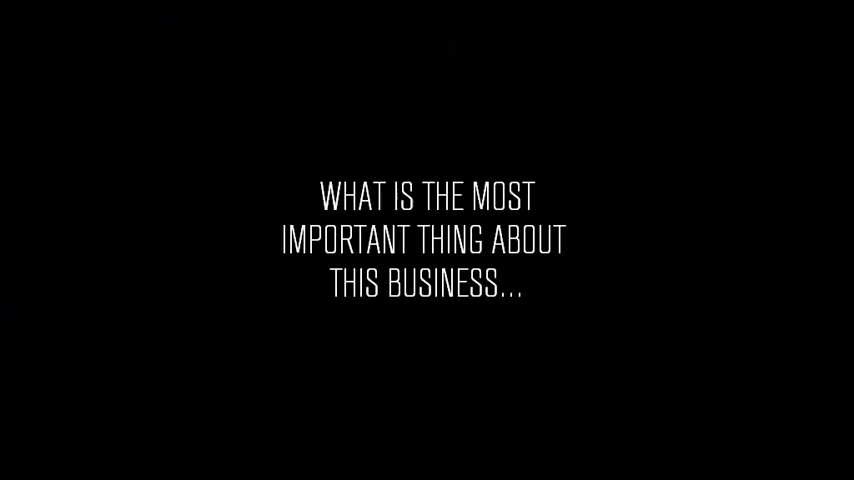 WHAT IS THE MOST
IMPORTANT THING ABOUT
THIS BUSINESS...